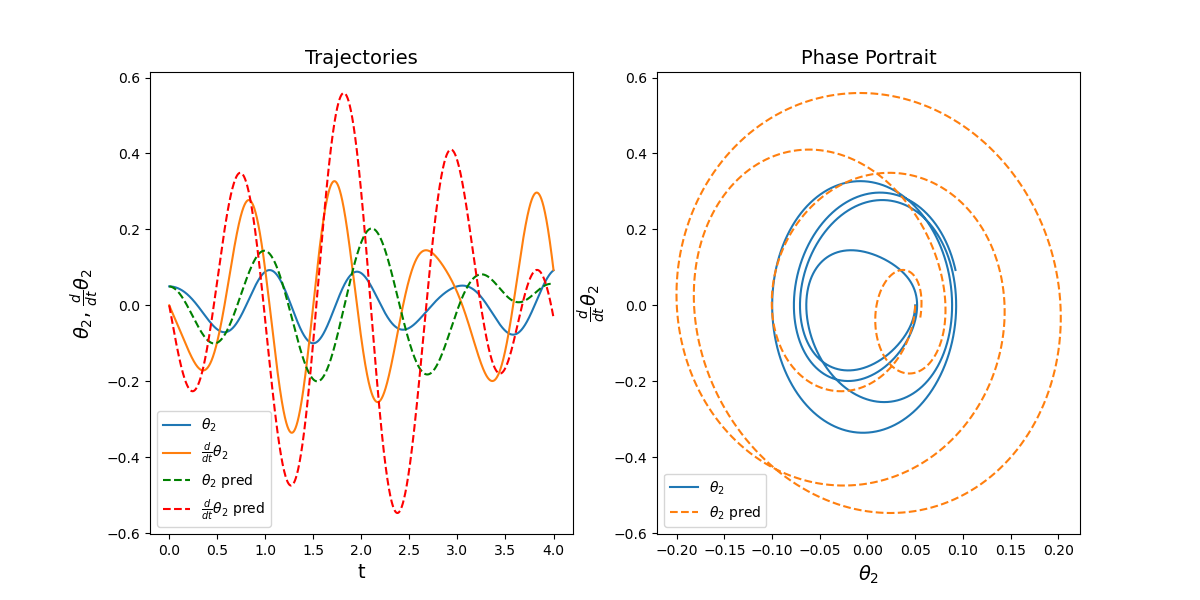 Trajectories
θ₂, d/dt θ₂
0.6
0.4
0.2
0.0
−0.2
−0.4
−0.6
θ₂
d/dt θ₂
θ₂ pred
d/dt θ₂ pred
0.0 0.5 1.0 1.5 2.0 2.5 3.0 3.5 4.0
t
Phase Portrait
d/dt θ₂
0.6
0.4
0.2
0.0
−0.2
−0.4
−0.6
θ₂
θ₂ pred
−0.20 −0.15 −0.10 −0.05 0.00 0.05 0.10 0.15 0.20
θ₂